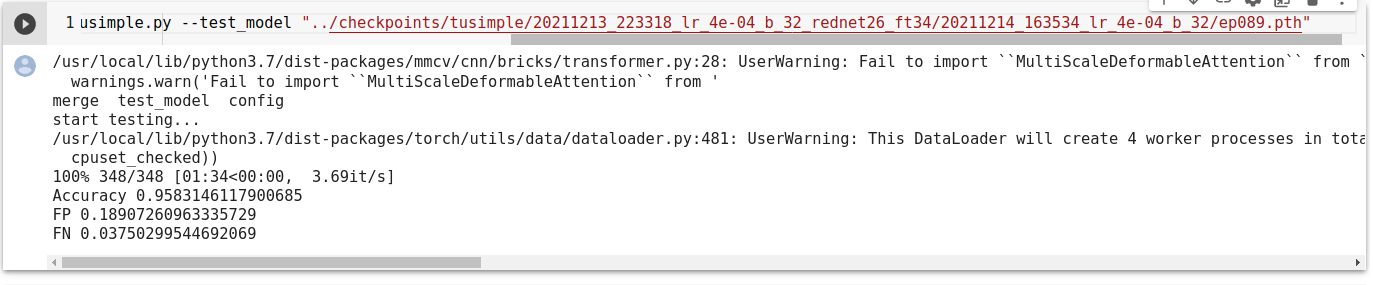 1 usimple.py --test_model "../checkpoints/tusimple/20211213_223318_lr_4e-04_b_32_rednet26_ft34/20211214_163534_lr_4e-04_b_32/ep089.pth"
/usr/local/lib/python3.7/dist-packages/mmcv/cnn/bricks/transformer.py:28: UserWarning: Fail to import ``MultiScaleDeformableAttention`` from `
warnings.warn('Fail to import ``MultiScaleDeformableAttention`` from '
merge  test_model  config
start testing...
/usr/local/lib/python3.7/dist-packages/torch/utils/data/dataloader.py:481: UserWarning: This DataLoader will create 4 worker processes in tota
cpuset_checked))
100% 348/348 [01:34<00:00,  3.69it/s]
Accuracy 0.9583146117900685
FP 0.18907260963335729
FN 0.03750299544692069